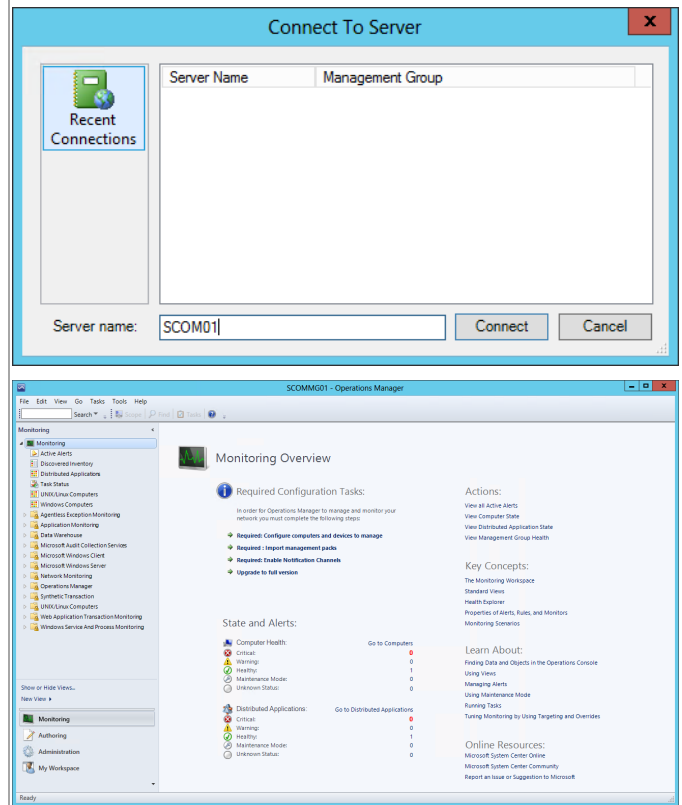 Connect To Server
x
Recent
Connections
Server Name Management Group
Server name: SCOM01 Connect Cancel
SCOMMG01 - Operations Manager
File Edit View Go Tasks Tools Help
Search Scope Find Tasks
Monitoring
Monitoring
Active Alerts
Discovered Inventory
Distributed Applications
Task Status
UNIX/Linux Computers
Windows Computers
Agentless Exception Monitoring
Application Monitoring
Data Warehouse
Microsoft Audit Collection Services
Microsoft Windows Client
Microsoft Windows Server
Network Monitoring
Operations Manager
Synthetic Transaction
UNIX/Linux Computers
Web Application Transaction Monitoring
Windows Service And Process Monitoring
Show or Hide Views...
New View
Monitoring
Authoring
Administration
My Workspace
Monitoring Overview
Required Configuration Tasks:
In order for Operations Manager to manage and monitor your
network you must complete the following steps:
Required: Configure computers and devices to manage
Required : Import management packs
Required: Enable Notification Channels
Upgrade to full version
State and Alerts:
Computer Health: Go to Computers
Critical: 0
Warning: 0
Healthy: 1
Maintenance Mode: 0
Unknown Status: 0
Distributed Applications: Go to Distributed Applications
Critical: 0
Warning: 0
Healthy: 1
Maintenance Mode: 0
Unknown Status: 0
Actions:
View all Active Alerts
View Computer State
View Distributed Application State
View Management Group Health
Key Concepts:
The Monitoring Workspace
Standard Views
Health Explorer
Properties of Alerts, Rules, and Monitors
Monitoring Scenarios
Learn About:
Finding Data and Objects in the Operations Console
Using Views
Managing Alerts
Using Maintenance Mode
Running Tasks
Tuning Monitoring by Using Targeting and Overrides
Online Resources:
Microsoft System Center Online
Microsoft System Center Community
Report an Issue or Suggestion to Microsoft
Ready